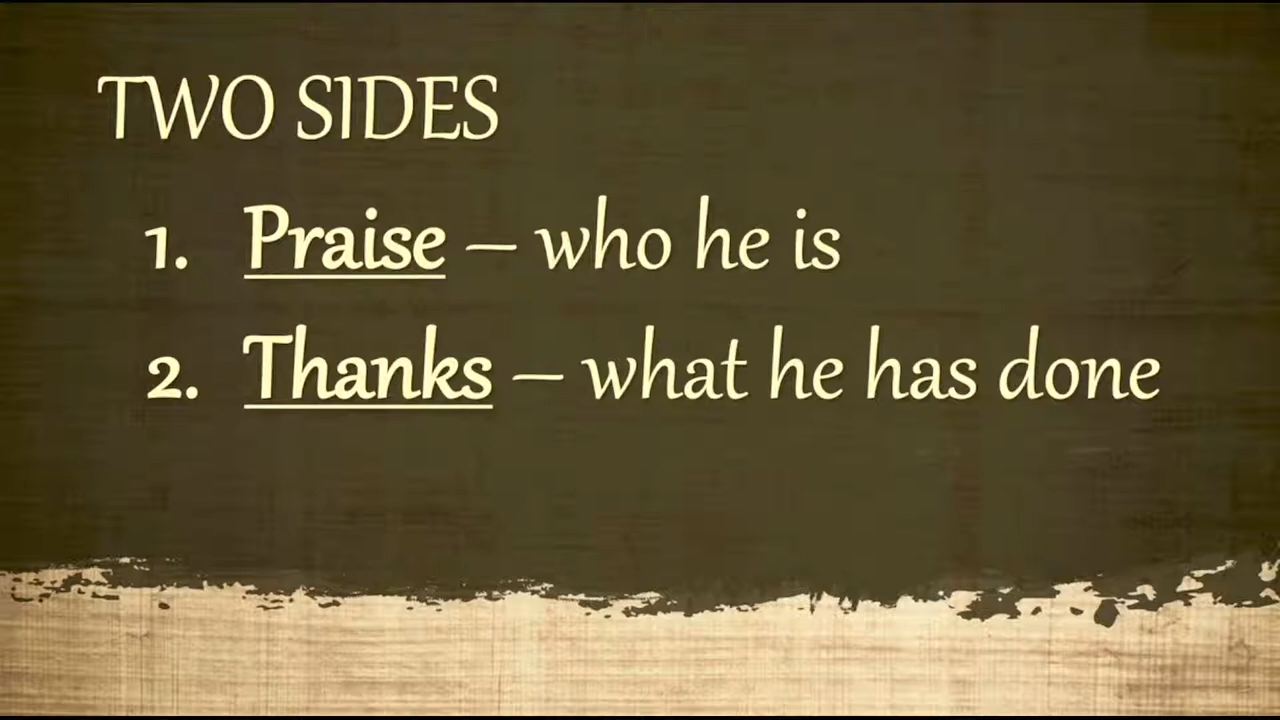 TWO SIDES
1. Praise – who he is
2. Thanks – what he has done